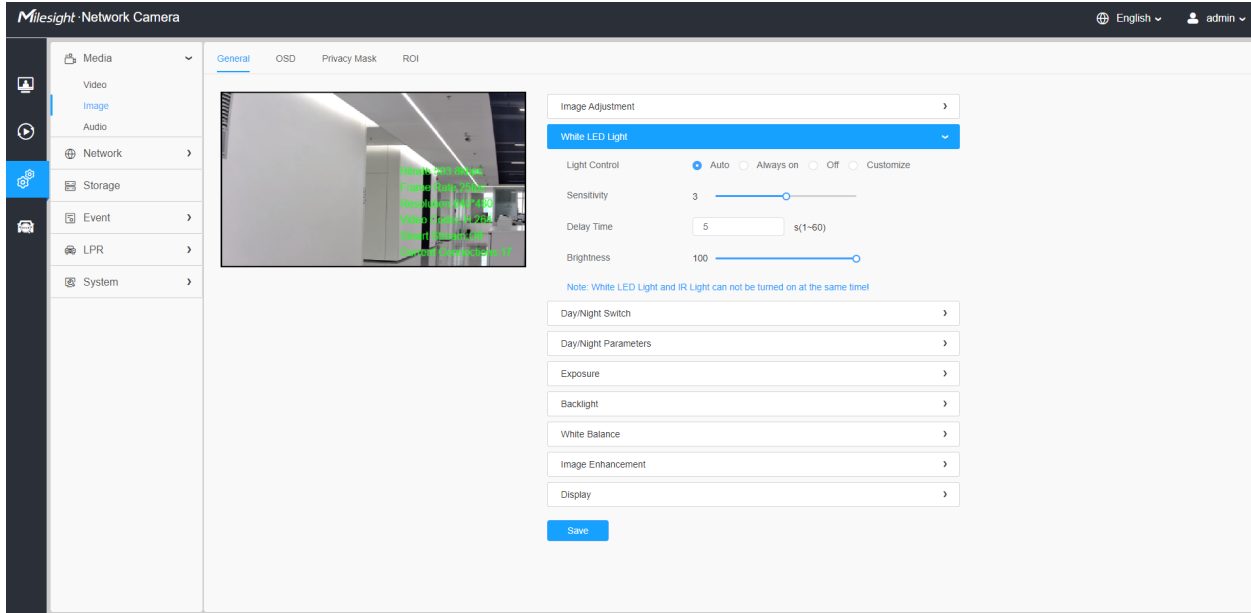 Milesight · Network Camera
English
admin
Media
Video
Image
Audio
Network
Storage
Event
LPR
System
General OSD Privacy Mask ROI
Image Adjustment
White LED Light
Light Control Auto Always on Off Customize
Sensitivity 3
Delay Time 5 s(1~60)
Brightness 100
Note: White LED Light and IR Light can not be turned on at the same time!
Day/Night Switch
Day/Night Parameters
Exposure
Backlight
White Balance
Image Enhancement
Display
Save